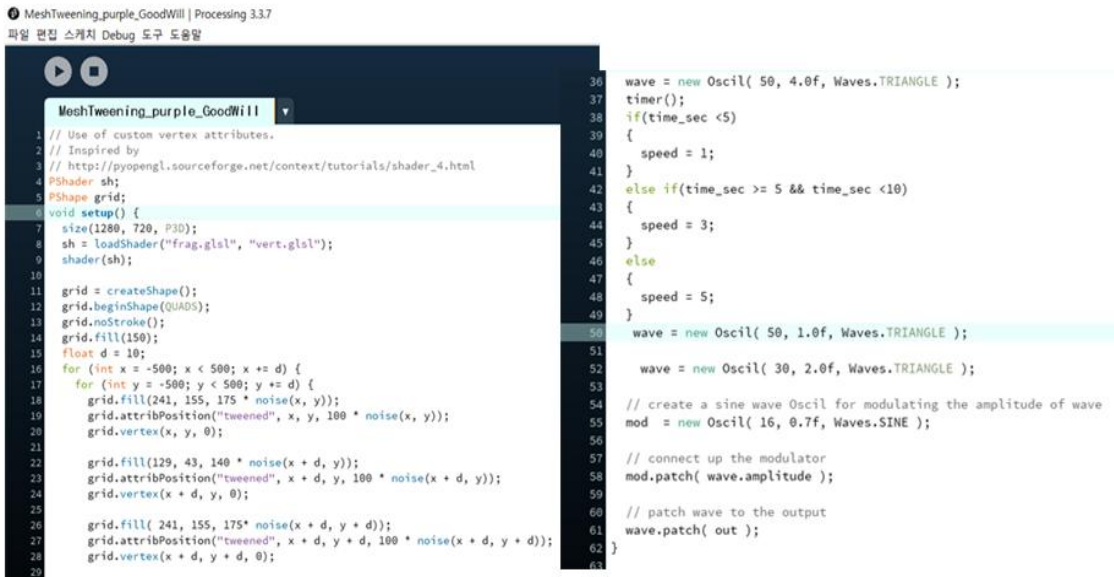 MeshTweening_purple_GoodWill | Processing 3.3.7
파일 편집 스케치 Debug 도구 도움말
MeshTweening_purple_GoodWill ▼
1 // Use of custom vertex attributes.
2 // Inspired by
3 // http://pyopengl.sourceforge.net/context/tutorials/shader_4.html
4 PShader sh;
5 PShape grid;
6 void setup() {
7 size(1280, 720, P3D);
8 sh = loadShader("frag.glsl", "vert.glsl");
9 shader(sh);
10
11 grid = createShape();
12 grid.beginShape(QUADS);
13 grid.noStroke();
14 grid.fill(150);
15 float d = 10;
16 for (int x = -500; x < 500; x += d) {
17 for (int y = -500; y < 500; y += d) {
18 grid.fill(241, 155, 175 * noise(x, y));
19 grid.attribPosition("tweened", x, y, 100 * noise(x, y));
20 grid.vertex(x, y, 0);
21
22 grid.fill(129, 43, 140 * noise(x + d, y));
23 grid.attribPosition("tweened", x + d, y, 100 * noise(x + d, y));
24 grid.vertex(x + d, y, 0);
25
26 grid.fill( 241, 155, 175* noise(x + d, y + d));
27 grid.attribPosition("tweened", x + d, y + d, 100 * noise(x + d, y + d));
28 grid.vertex(x + d, y + d, 0);
29
36 wave = new Oscil( 50, 4.0f, Waves.TRIANGLE );
37 timer();
38 if(time_sec <5)
39 {
40 speed = 1;
41 }
42 else if(time_sec >= 5 && time_sec <10)
43 {
44 speed = 3;
45 }
46 else
47 {
48 speed = 5;
49 }
50 wave = new Oscil( 50, 1.0f, Waves.TRIANGLE );
51
52 wave = new Oscil( 30, 2.0f, Waves.TRIANGLE );
53
54 // create a sine wave Oscil for modulating the amplitude of wave
55 mod = new Oscil( 16, 0.7f, Waves.SINE );
56
57 // connect up the modulator
58 mod.patch( wave.amplitude );
59
60 // patch wave to the output
61 wave.patch( out );
62 }
63